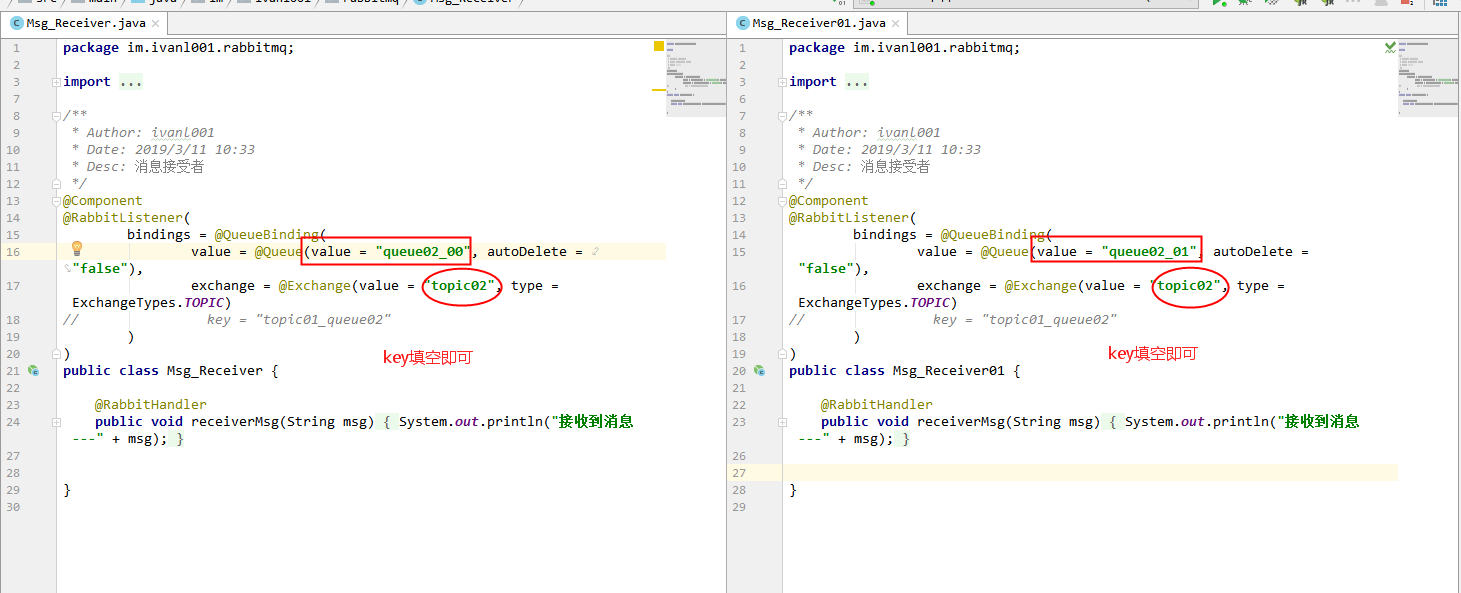 Msg_Receiver.java
1 package im.ivanl001.rabbitmq;
2
3 import ...
7
8 /**
9 * Author: ivanl001
10 * Date: 2019/3/11 10:33
11 * Desc: 消息接受者
12 */
13 @Component
14 @RabbitListener(
15 bindings = @QueueBinding(
16 value = @Queue(value = "queue02_00", autoDelete =
"false"),
17 exchange = @Exchange(value = "topic02", type =
ExchangeTypes.TOPIC)
18 // key = "topic01_queue02"
19 )
20 )
key填空即可
21 public class Msg_Receiver {
22
23 @RabbitHandler
24 public void receiverMsg(String msg) { System.out.println("接收到消息
---" + msg); }
27
28
29 }
30
Msg_Receiver01.java
1 package im.ivanl001.rabbitmq;
2
3 import ...
6
7 /**
8 * Author: ivanl001
9 * Date: 2019/3/11 10:33
10 * Desc: 消息接受者
11 */
12 @Component
13 @RabbitListener(
14 bindings = @QueueBinding(
15 value = @Queue(value = "queue02_01", autoDelete =
"false"),
16 exchange = @Exchange(value = "topic02", type =
ExchangeTypes.TOPIC)
17 // key = "topic01_queue02"
18 )
19 )
key填空即可
20 public class Msg_Receiver01 {
21
22 @RabbitHandler
23 public void receiverMsg(String msg) { System.out.println("接收到消息
---" + msg); }
26
27
28 }
29